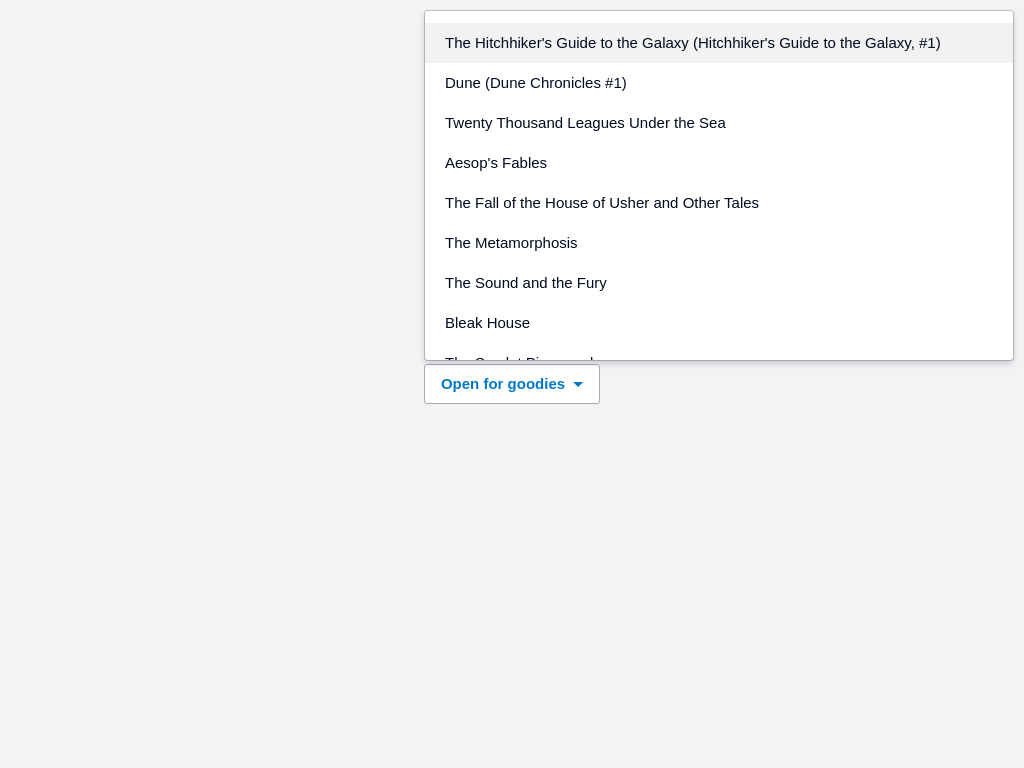 The Hitchhiker's Guide to the Galaxy (Hitchhiker's Guide to the Galaxy, #1)
Dune (Dune Chronicles #1)
Twenty Thousand Leagues Under the Sea
Aesop's Fables
The Fall of the House of Usher and Other Tales
The Metamorphosis
The Sound and the Fury
Bleak House
Open for goodies